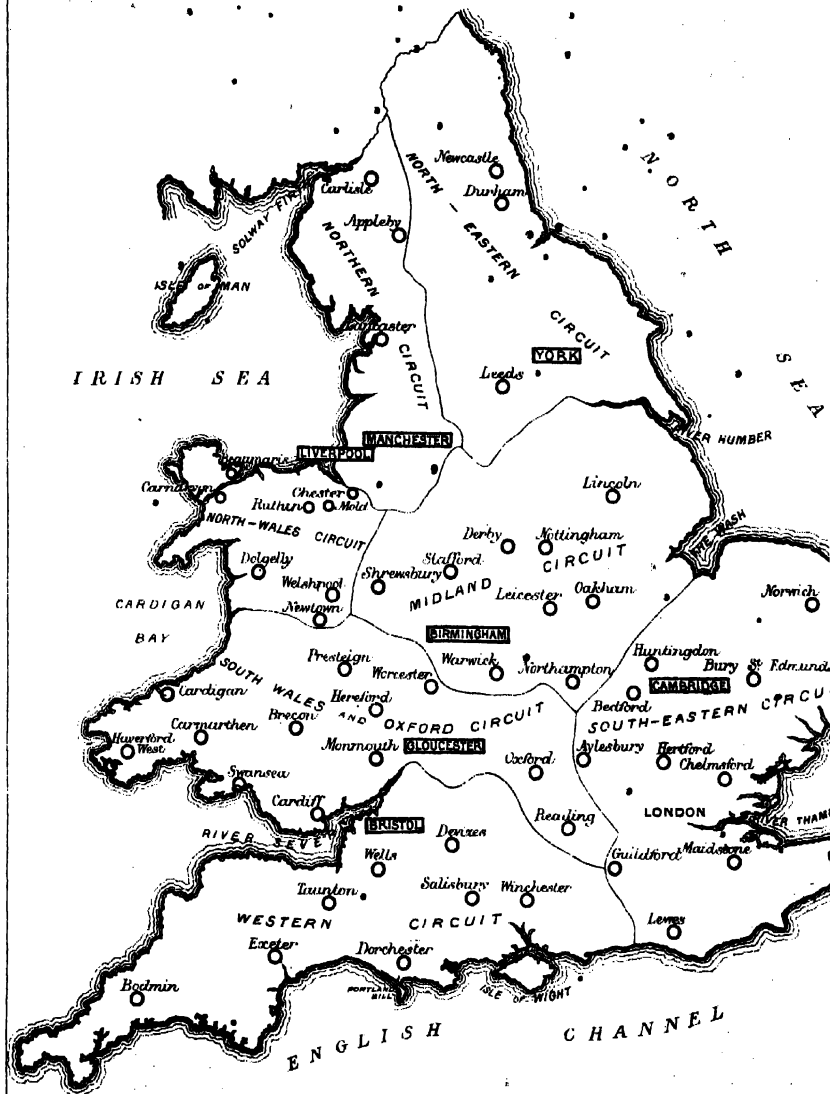 NORTH SEA
Newcastle
Durham
Carlisle
Appleby
SOLWAY FIR
NORTH-EASTERN CIRCUIT
NORTHERN CIRCUIT
ISLE OF MAN
Lancaster
YORK
Leeds
IRISH SEA
MANCHESTER
LIVERPOOL
RIVER HUMBER
Beaumaris
Carnarvon
Chester
Ruthin
Mold
Lincoln
NORTH-WALES CIRCUIT
THE WASH
Derby
Nottingham
Dolgelly
Stafford
Shrewsbury
Welshpool
MIDLAND CIRCUIT
Leicester
Oakham
Norwich
Newtown
CARDIGAN
BAY
BIRMINGHAM
Presteign
Worcester
Warwick
Northampton
Huntingdon
Bury St Edmunds
CAMBRIDGE
Bedford
Cardigan
SOUTH WALES AND OXFORD CIRCUIT
Hereford
Brecon
SOUTH-EASTERN CIRCU
Carmarthen
Haverford
West
Monmouth
GLOUCESTER
Oxford
Aylesbury
Hertford
Chelmsford
Swansea
Cardiff
LONDON
RIVER THAM
Reading
BRISTOL
RIVER SEVE
Devizes
Wells
Guildford
Maidstone
Taunton
Salisbury
Winchester
WESTERN CIRCUIT
Lewes
Exeter
Dorchester
Bodmin
PORTLAND
BILL
ISLE OF WIGHT
ENGLISH CHANNEL